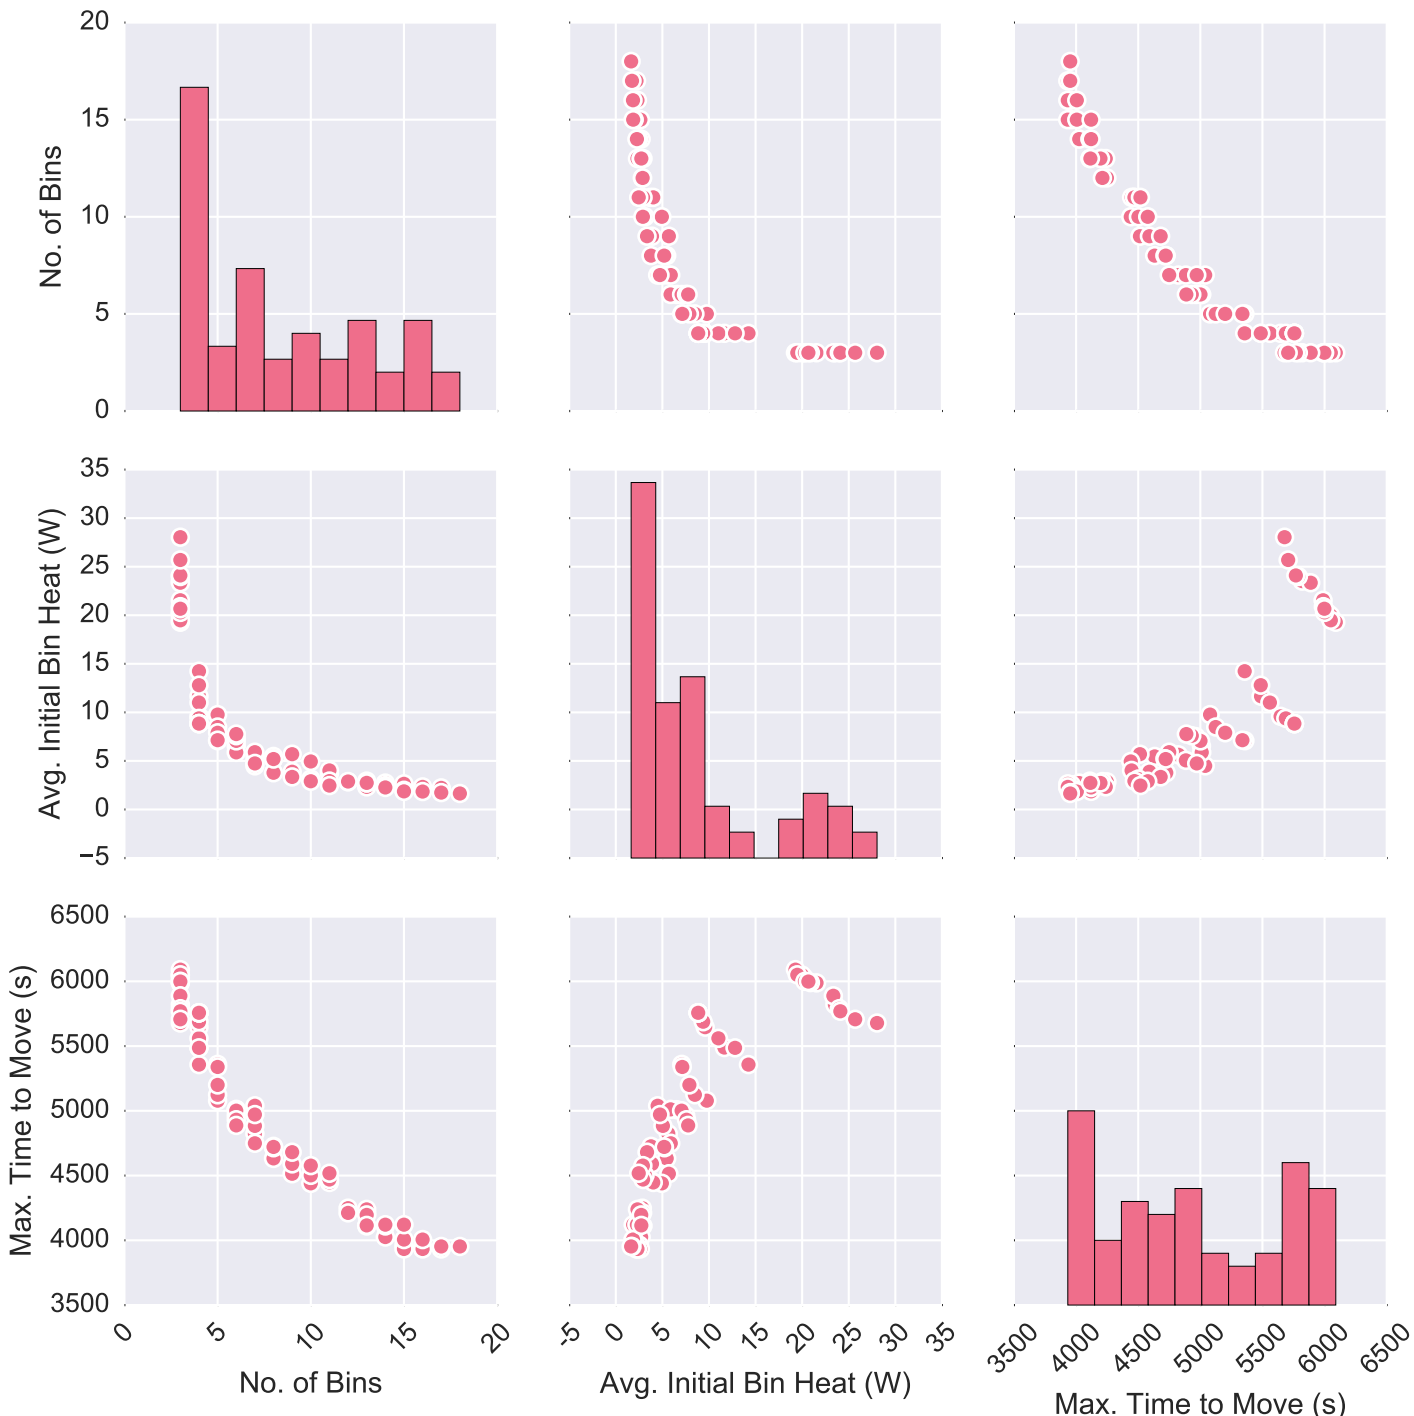 20
15
10
5
0
No. of Bins
35
30
25
20
15
10
5
0
−5
Avg. Initial Bin Heat (W)
6500
6000
5500
5000
4500
4000
3500
Max. Time to Move (s)
0 5 10 15 20
-5 0 5 10 15 20 25 30 35
3500 4000 4500 5000 5500 6000 6500
No. of Bins
Avg. Initial Bin Heat (W)
Max. Time to Move (s)